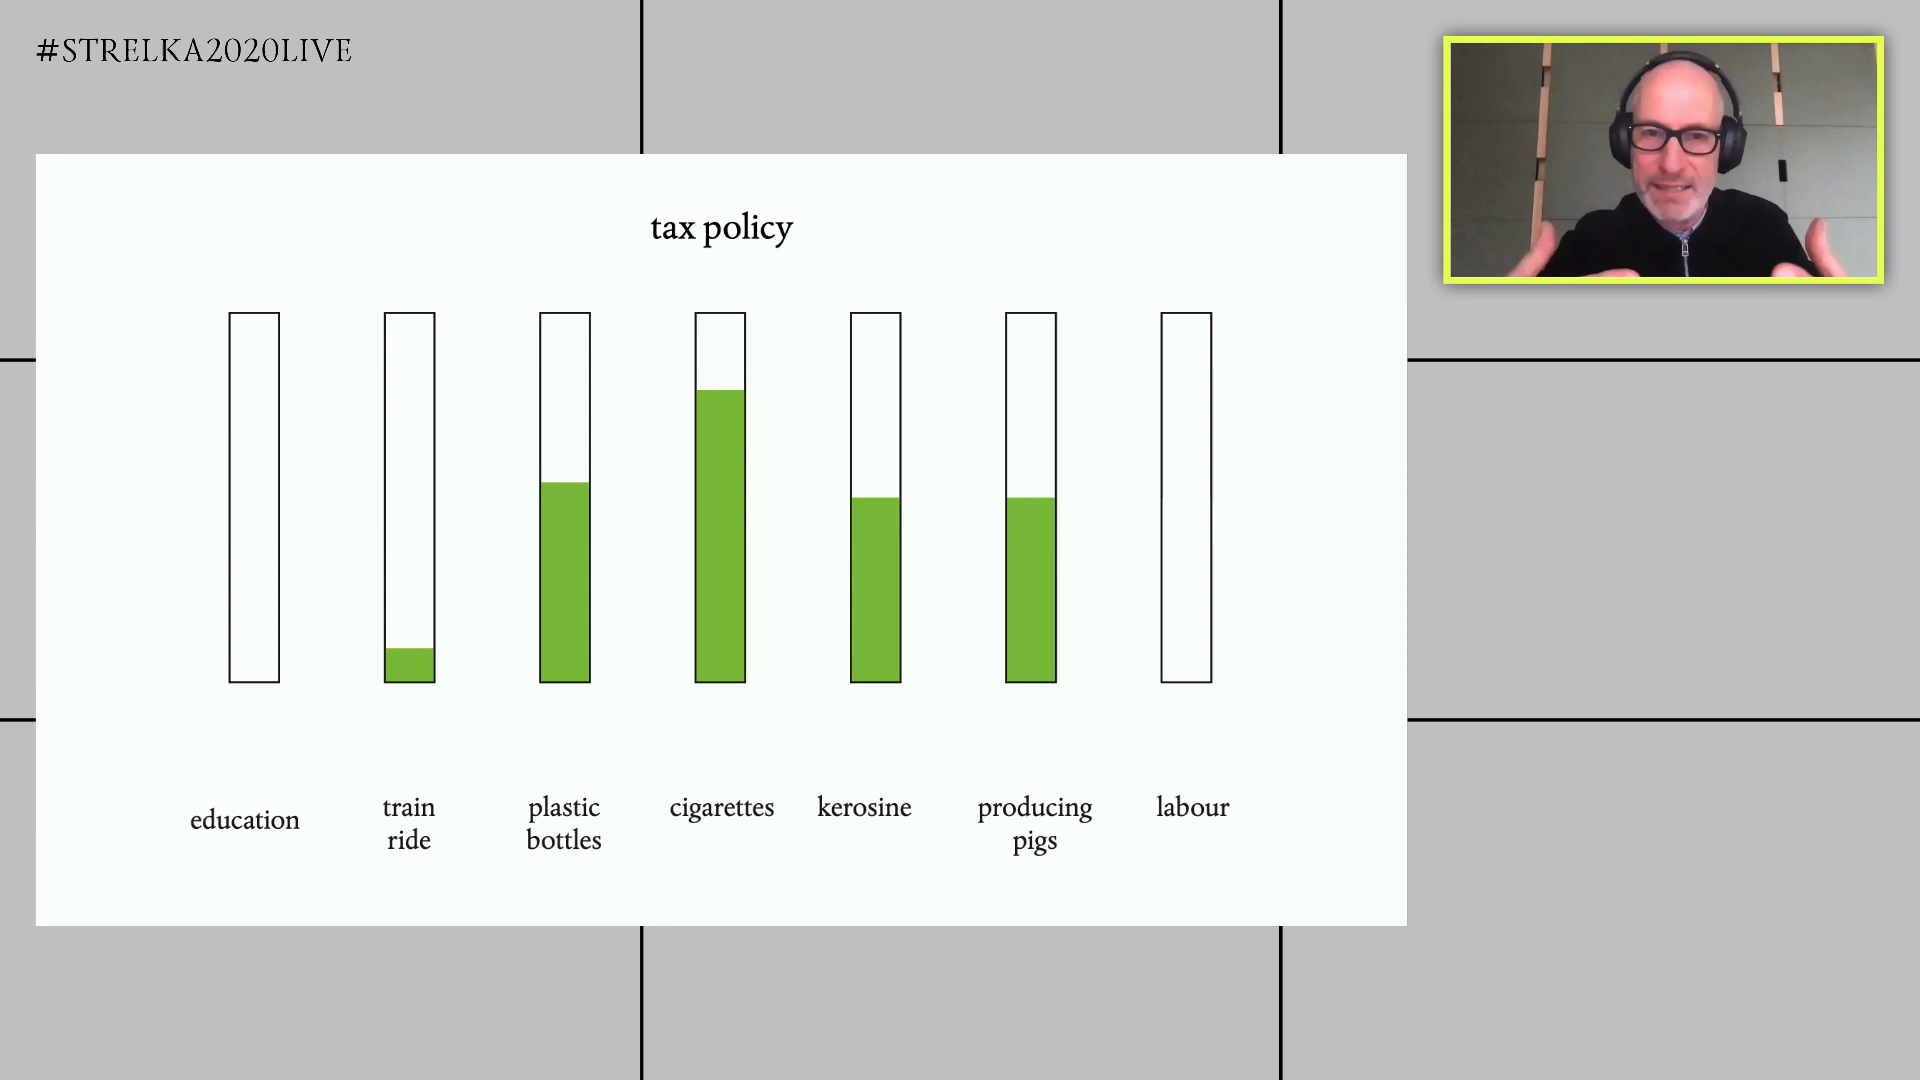 #STRELKA2020LIVE
tax policy
education
train
ride
plastic
bottles
cigarettes
kerosine
producing
pigs
labour